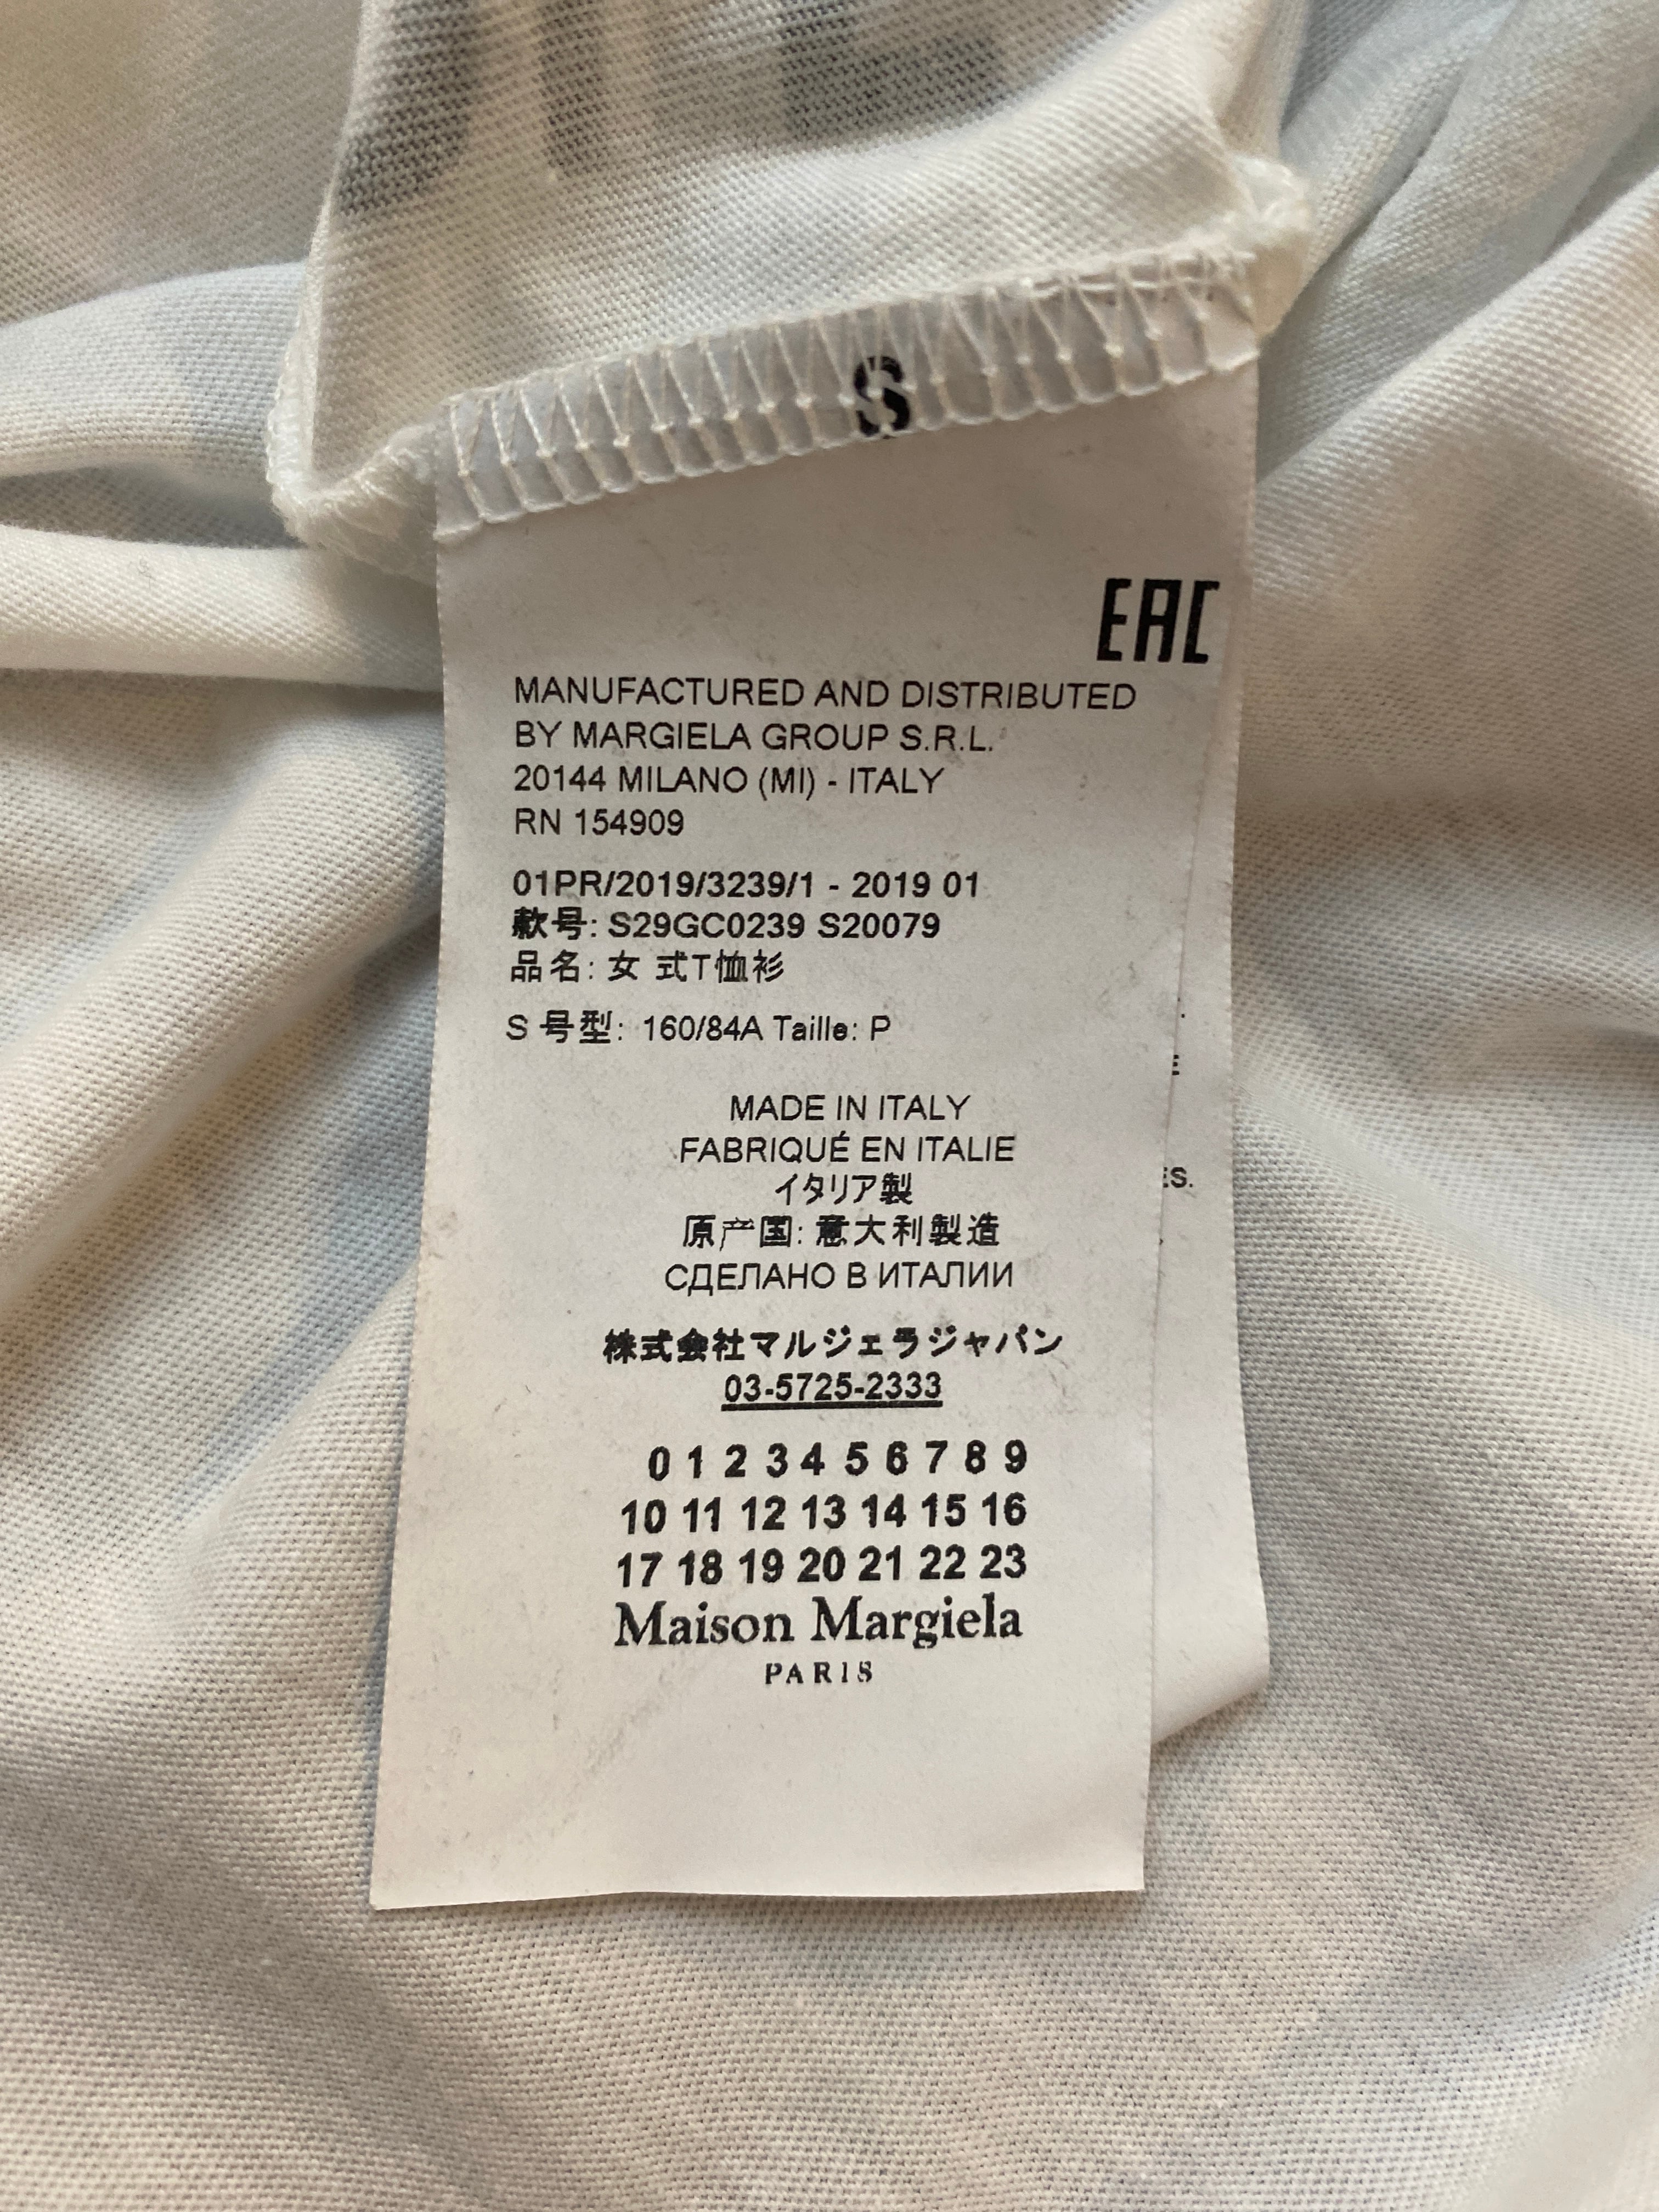 S
EAC
MANUFACTURED AND DISTRIBUTED
BY MARGIELA GROUP S.R.L.
20144 MILANO (MI) - ITALY
RN 154909
01PR/2019/3239/1 - 2019 01
款号: S29GC0239 S20079
品名: 女 式T恤衫
S 号型: 160/84A Taille: P
MADE IN ITALY
FABRIQUÉ EN ITALIE
イタリア製
原产国: 意大利製造
СДЕЛАНО В ИТАЛИИ
株式会社マルジェラジャパン
03-5725-2333
0 1 2 3 4 5 6 7 8 9
10 11 12 13 14 15 16
17 18 19 20 21 22 23
Maison Margiela
PARIS